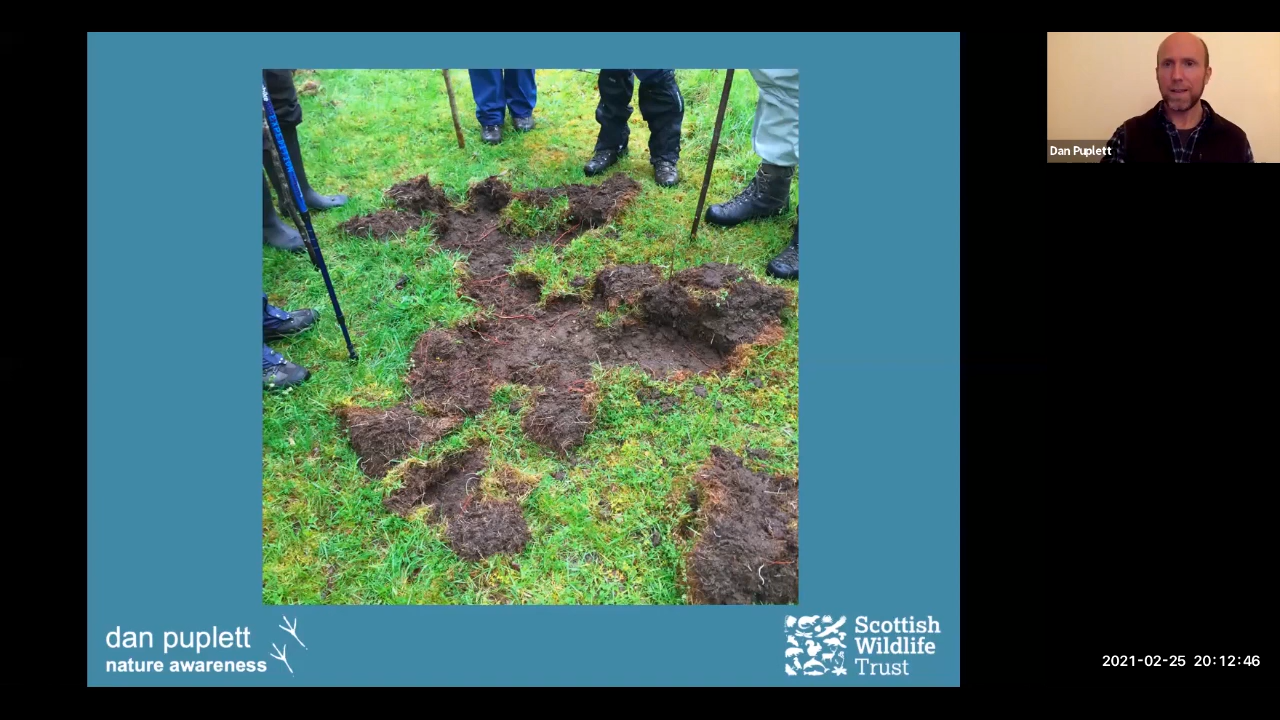 Dan Puplett
dan puplett
nature awareness
Scottish
Wildlife
Trust
2021-02-25 20:12:46